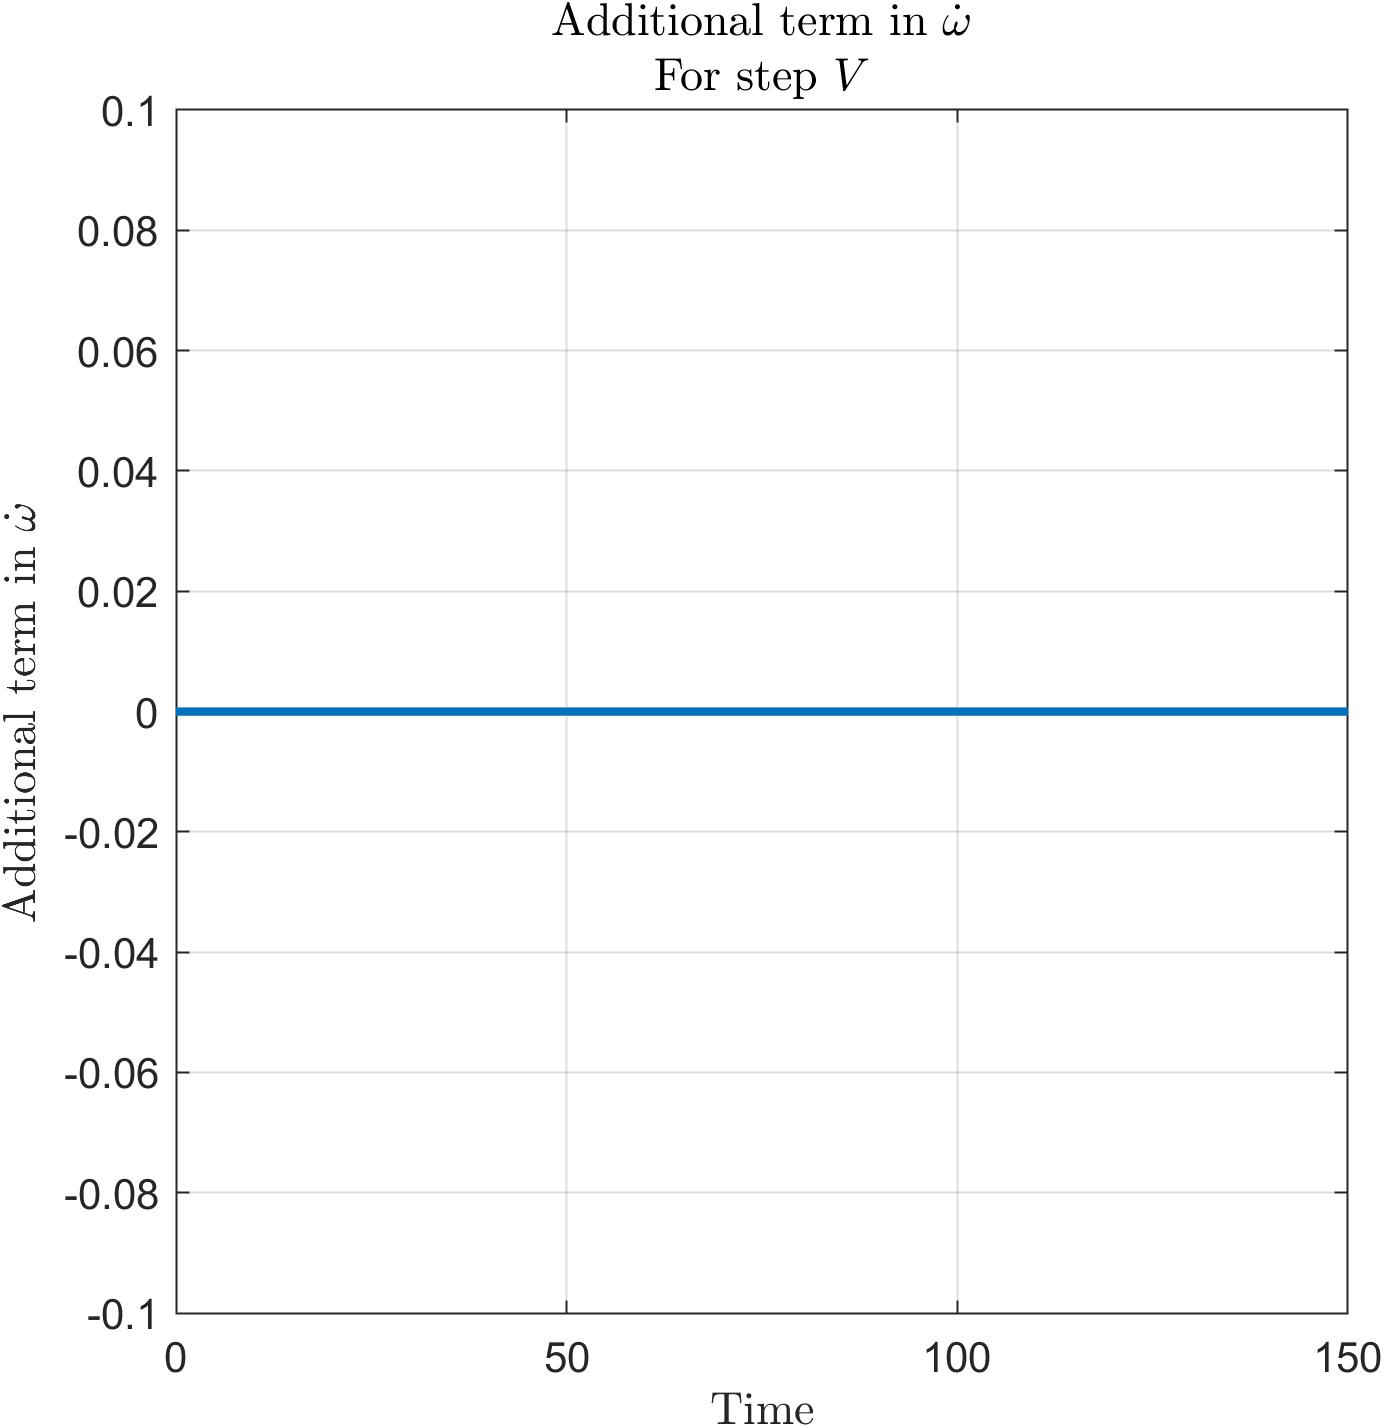 Additional term in ω̇
For step V
0.1
0.08
0.06
0.04
0.02
0
-0.02
-0.04
-0.06
-0.08
-0.1
Additional term in ω̇
0 50 100 150
Time